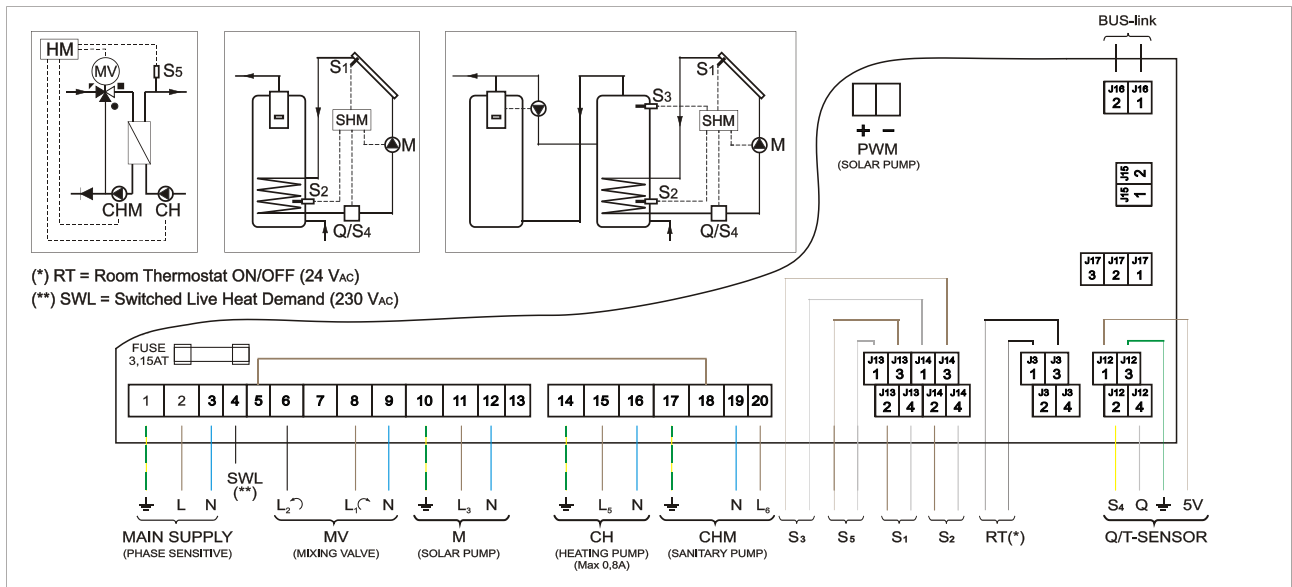 BUS-link
J16 J16
2 1
HM
MV
S5
CHM CH
S1
SHM
M
S2
Q/S4
S3
S1
SHM
M
S2
Q/S4
+ −
PWM
(SOLAR PUMP)
J15 J15
1 2
J17 J17 J17
3 2 1
(*) RT = Room Thermostat ON/OFF (24 VAC)
(**) SWL = Switched Live Heat Demand (230 VAC)
FUSE
3,15AT
J13 J13 J14 J14
1 3 1 3
J13 J13 J14 J14
2 4 2 4
J3 J3
1 3
J3 J3
2 4
J12 J12
1 3
J12 J12
2 4
1 2 3 4 5 6 7 8 9 10 11 12 13 14 15 16 17 18 19 20
SWL
(**)
L N L2 L1 N L3 N L5 N N L6 S4 Q 5V
MAIN SUPPLY
(PHASE SENSITIVE)
MV
(MIXING VALVE)
M
(SOLAR PUMP)
CH
(HEATING PUMP)
(Max 0,8A)
CHM
(SANITARY PUMP)
S3 S5 S1 S2 RT(*)
Q/T-SENSOR